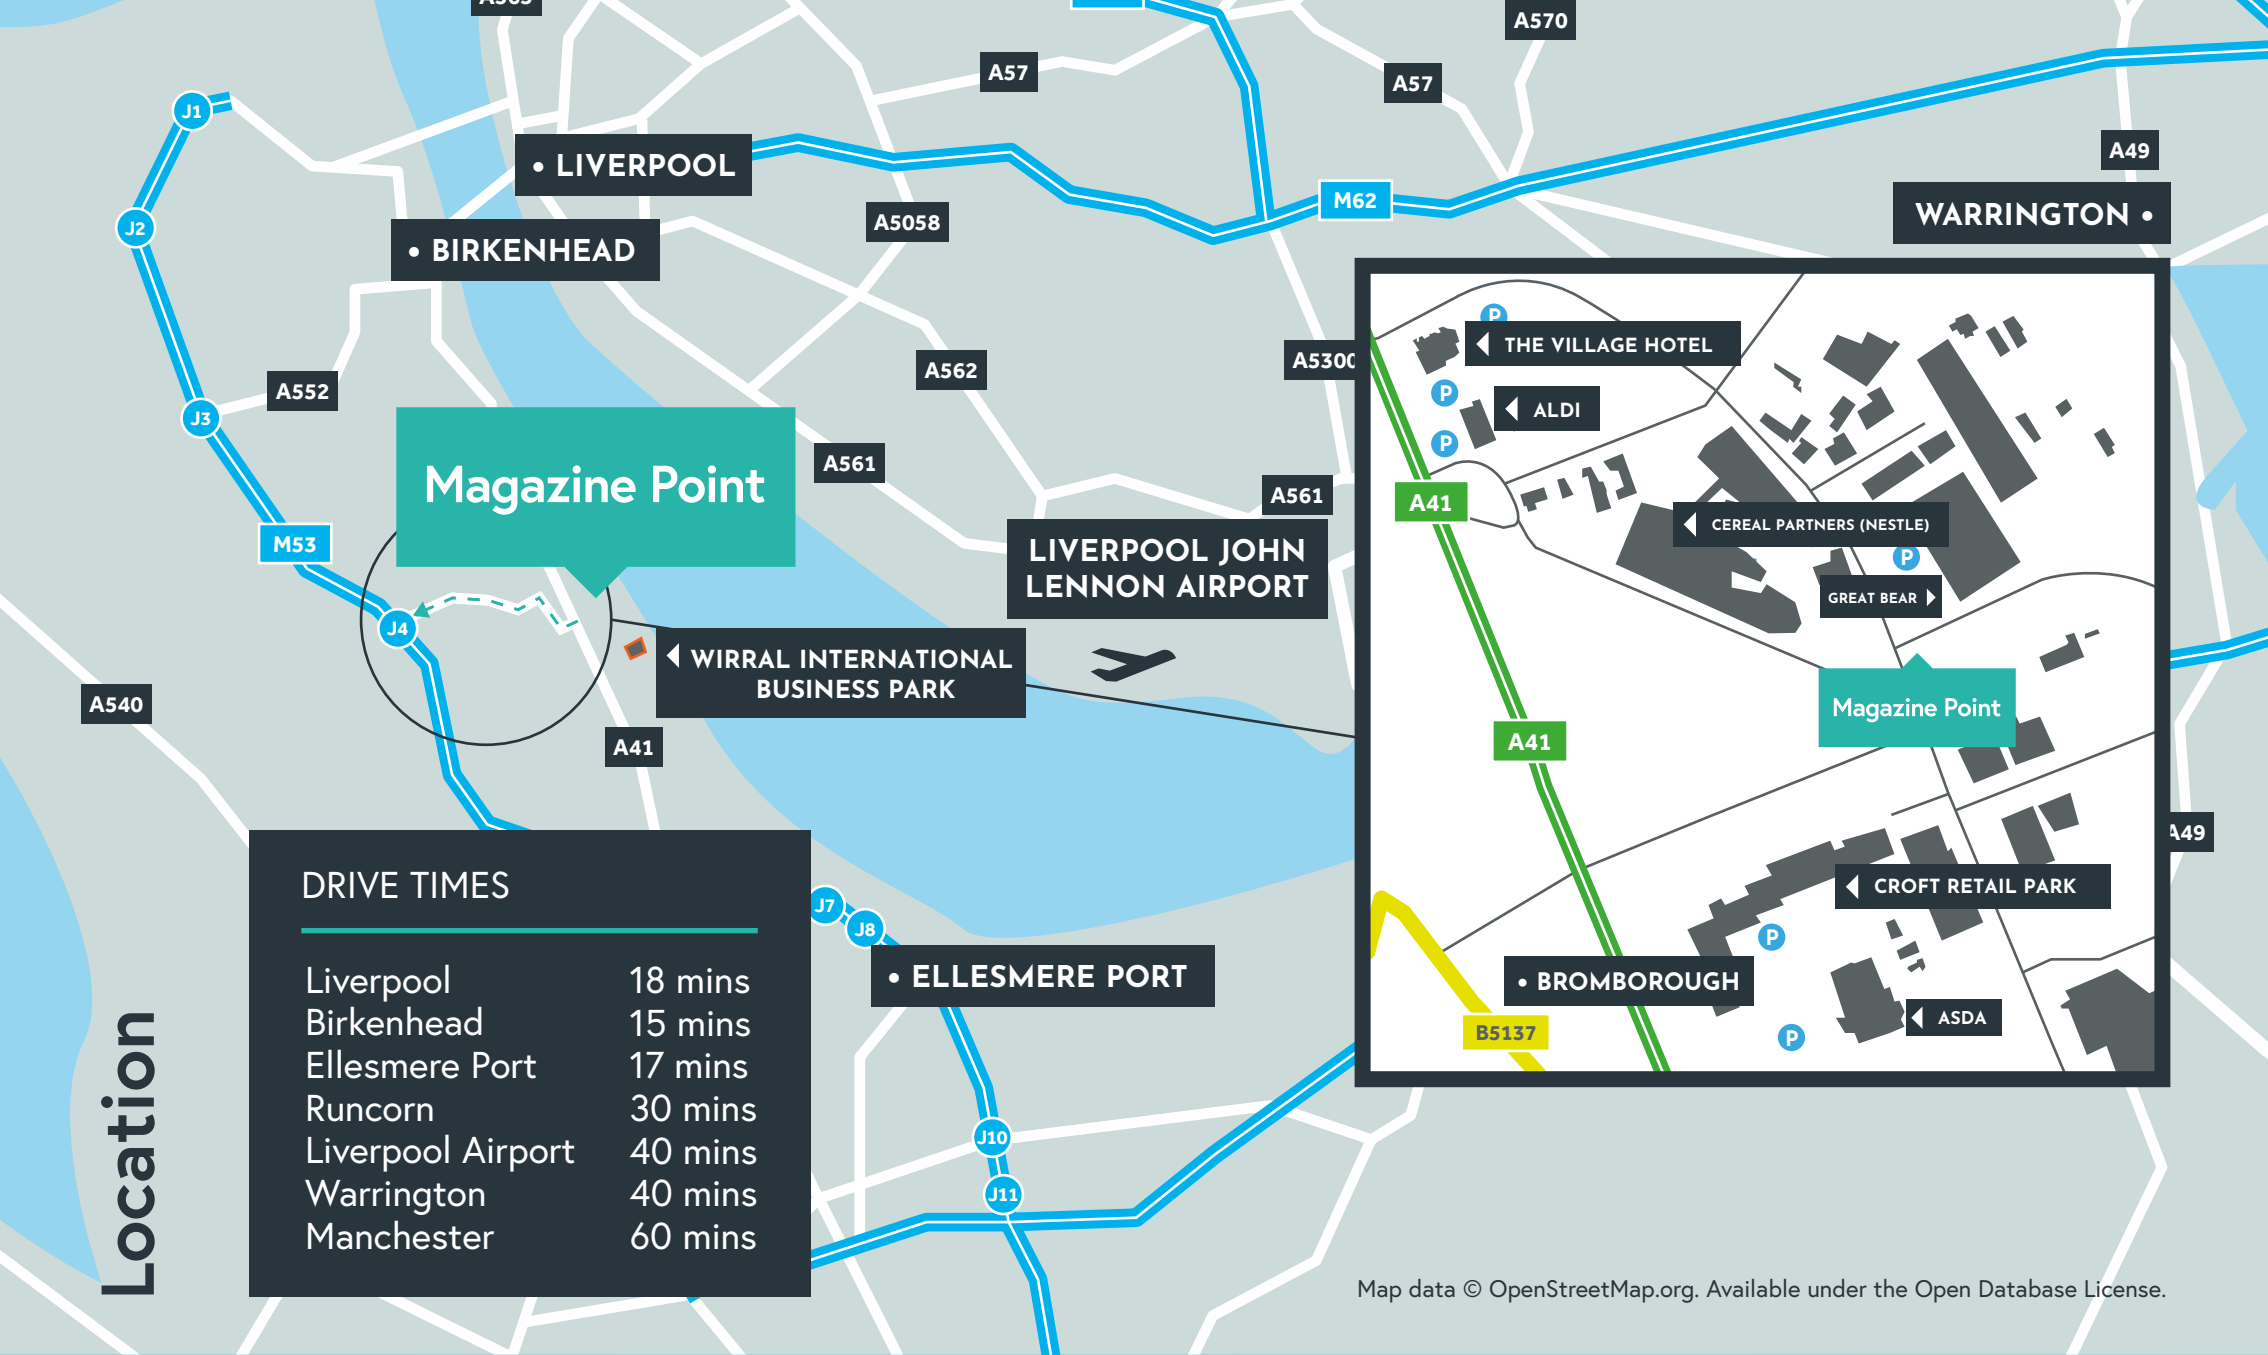 A57
A57
A570
J1
LIVERPOOL
A49
M62
WARRINGTON
J2
BIRKENHEAD
A5058
A552
A562
A5300
J3
Magazine Point
A561
A561
M53
LIVERPOOL JOHN
LENNON AIRPORT
J4
WIRRAL INTERNATIONAL
BUSINESS PARK
A540
A41
A49
P
THE VILLAGE HOTEL
P
ALDI
P
A41
CEREAL PARTNERS (NESTLE)
P
GREAT BEAR
Magazine Point
A41
CROFT RETAIL PARK
P
BROMBOROUGH
ASDA
B5137
P
DRIVE TIMES
Liverpool 18 mins
Birkenhead 15 mins
Ellesmere Port 17 mins
Runcorn 30 mins
Liverpool Airport 40 mins
Warrington 40 mins
Manchester 60 mins
J7
J8
ELLESMERE PORT
J10
J11
Location
Map data © OpenStreetMap.org. Available under the Open Database License.